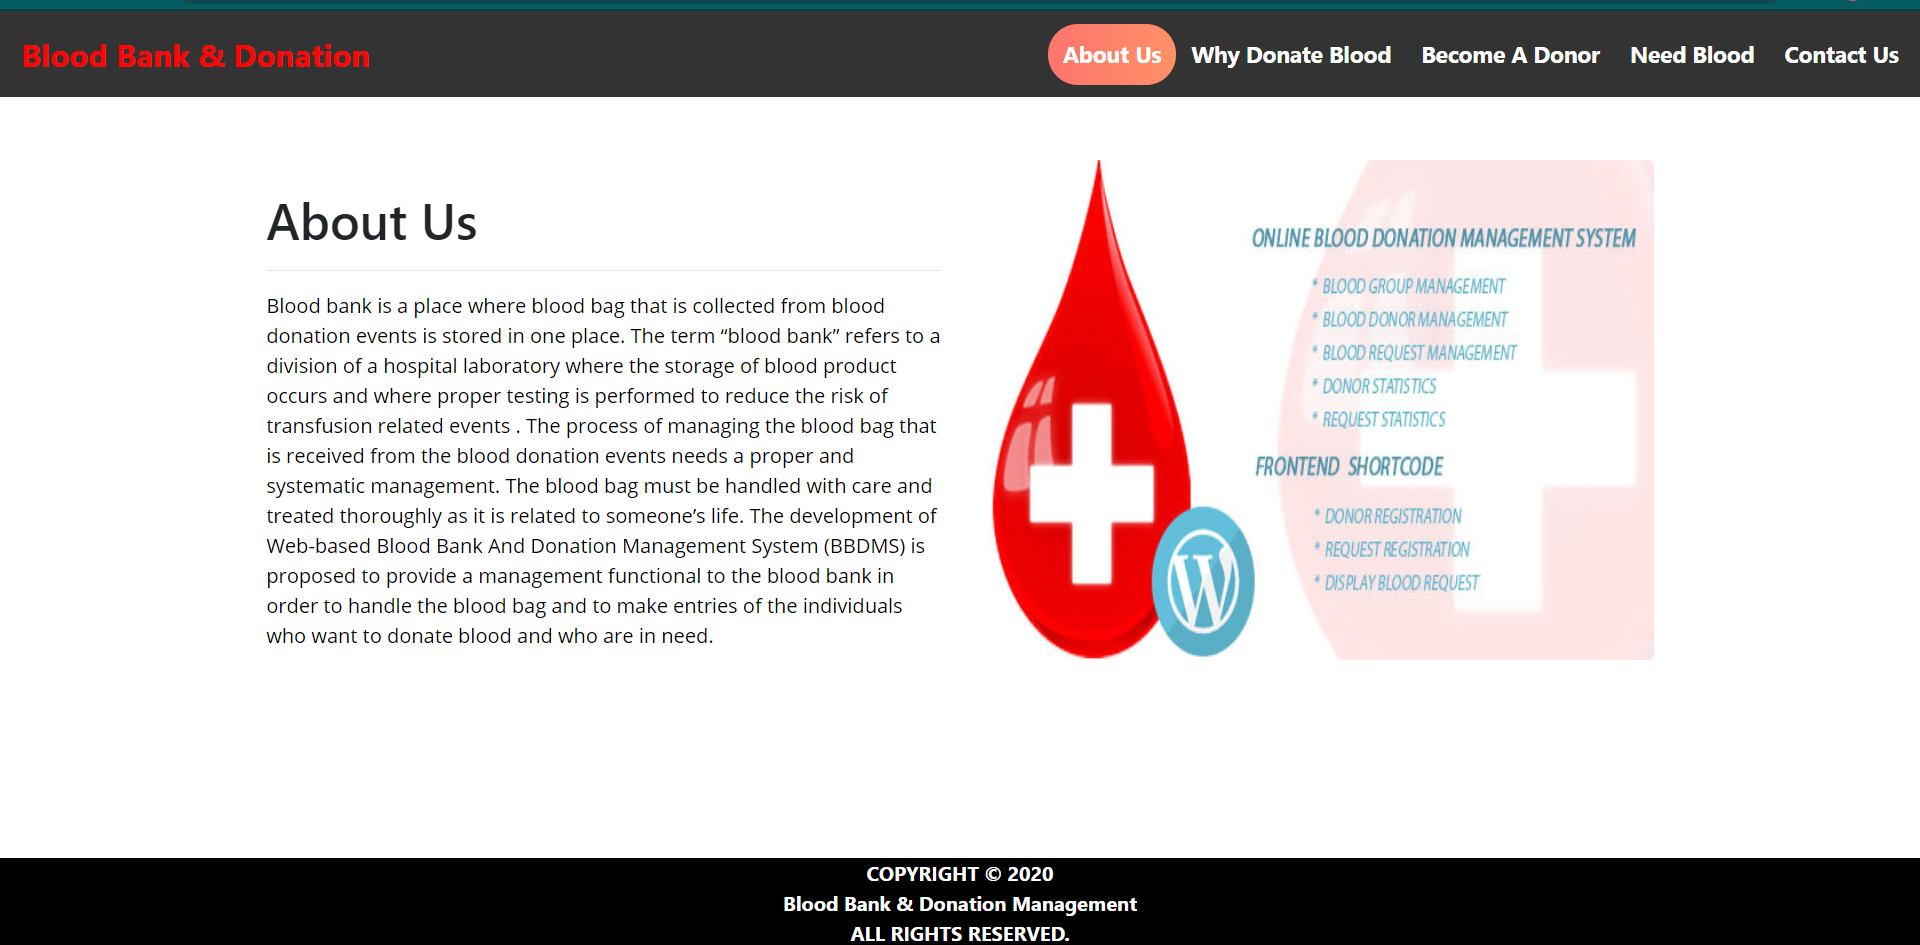 Blood Bank & Donation
About Us
Why Donate Blood
Become A Donor
Need Blood
Contact Us
About Us
Blood bank is a place where blood bag that is collected from blood
donation events is stored in one place. The term “blood bank” refers to a
division of a hospital laboratory where the storage of blood product
occurs and where proper testing is performed to reduce the risk of
transfusion related events . The process of managing the blood bag that
is received from the blood donation events needs a proper and
systematic management. The blood bag must be handled with care and
treated thoroughly as it is related to someone’s life. The development of
Web-based Blood Bank And Donation Management System (BBDMS) is
proposed to provide a management functional to the blood bank in
order to handle the blood bag and to make entries of the individuals
who want to donate blood and who are in need.
ONLINE BLOOD DONATION MANAGEMENT SYSTEM
* BLOOD GROUP MANAGEMENT
* BLOOD DONOR MANAGEMENT
* BLOOD REQUEST MANAGEMENT
* DONOR STATISTICS
* REQUEST STATISTICS
FRONTEND SHORTCODE
* DONOR REGISTRATION
* REQUEST REGISTRATION
* DISPLAY BLOOD REQUEST
W
COPYRIGHT © 2020
Blood Bank & Donation Management
ALL RIGHTS RESERVED.